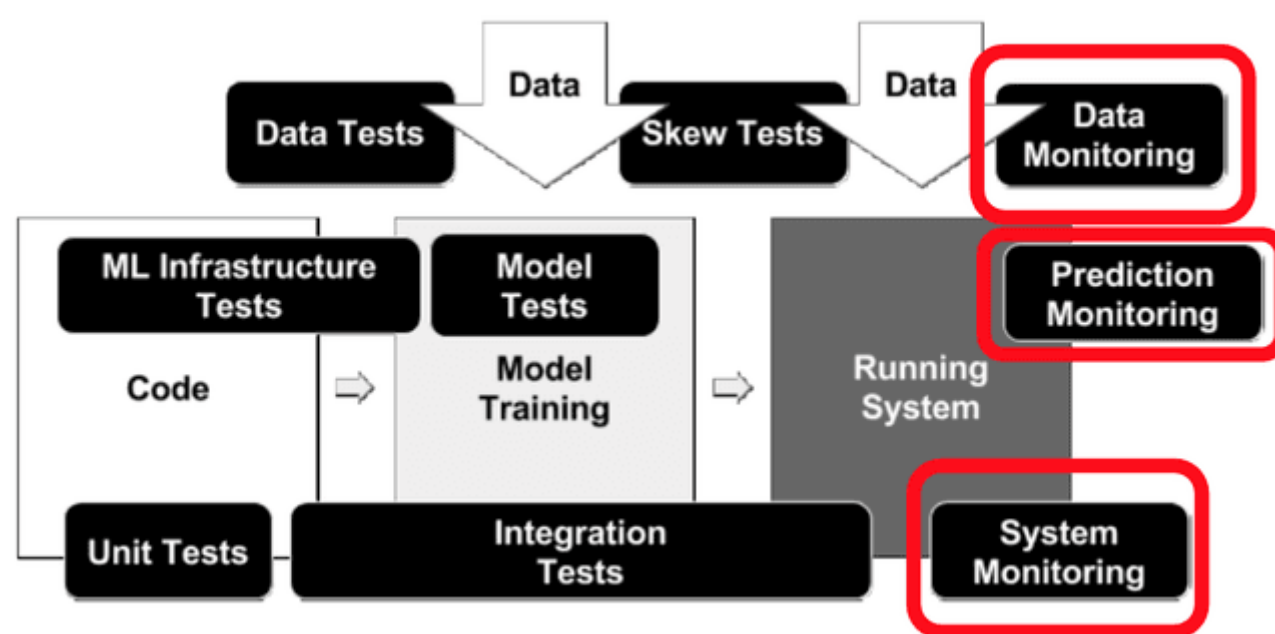 Data
Data
Data Tests
Skew Tests
Data
Monitoring
ML Infrastructure
Tests
Model
Tests
Prediction
Monitoring
Code
Model
Training
Running
System
Unit Tests
Integration
Tests
System
Monitoring